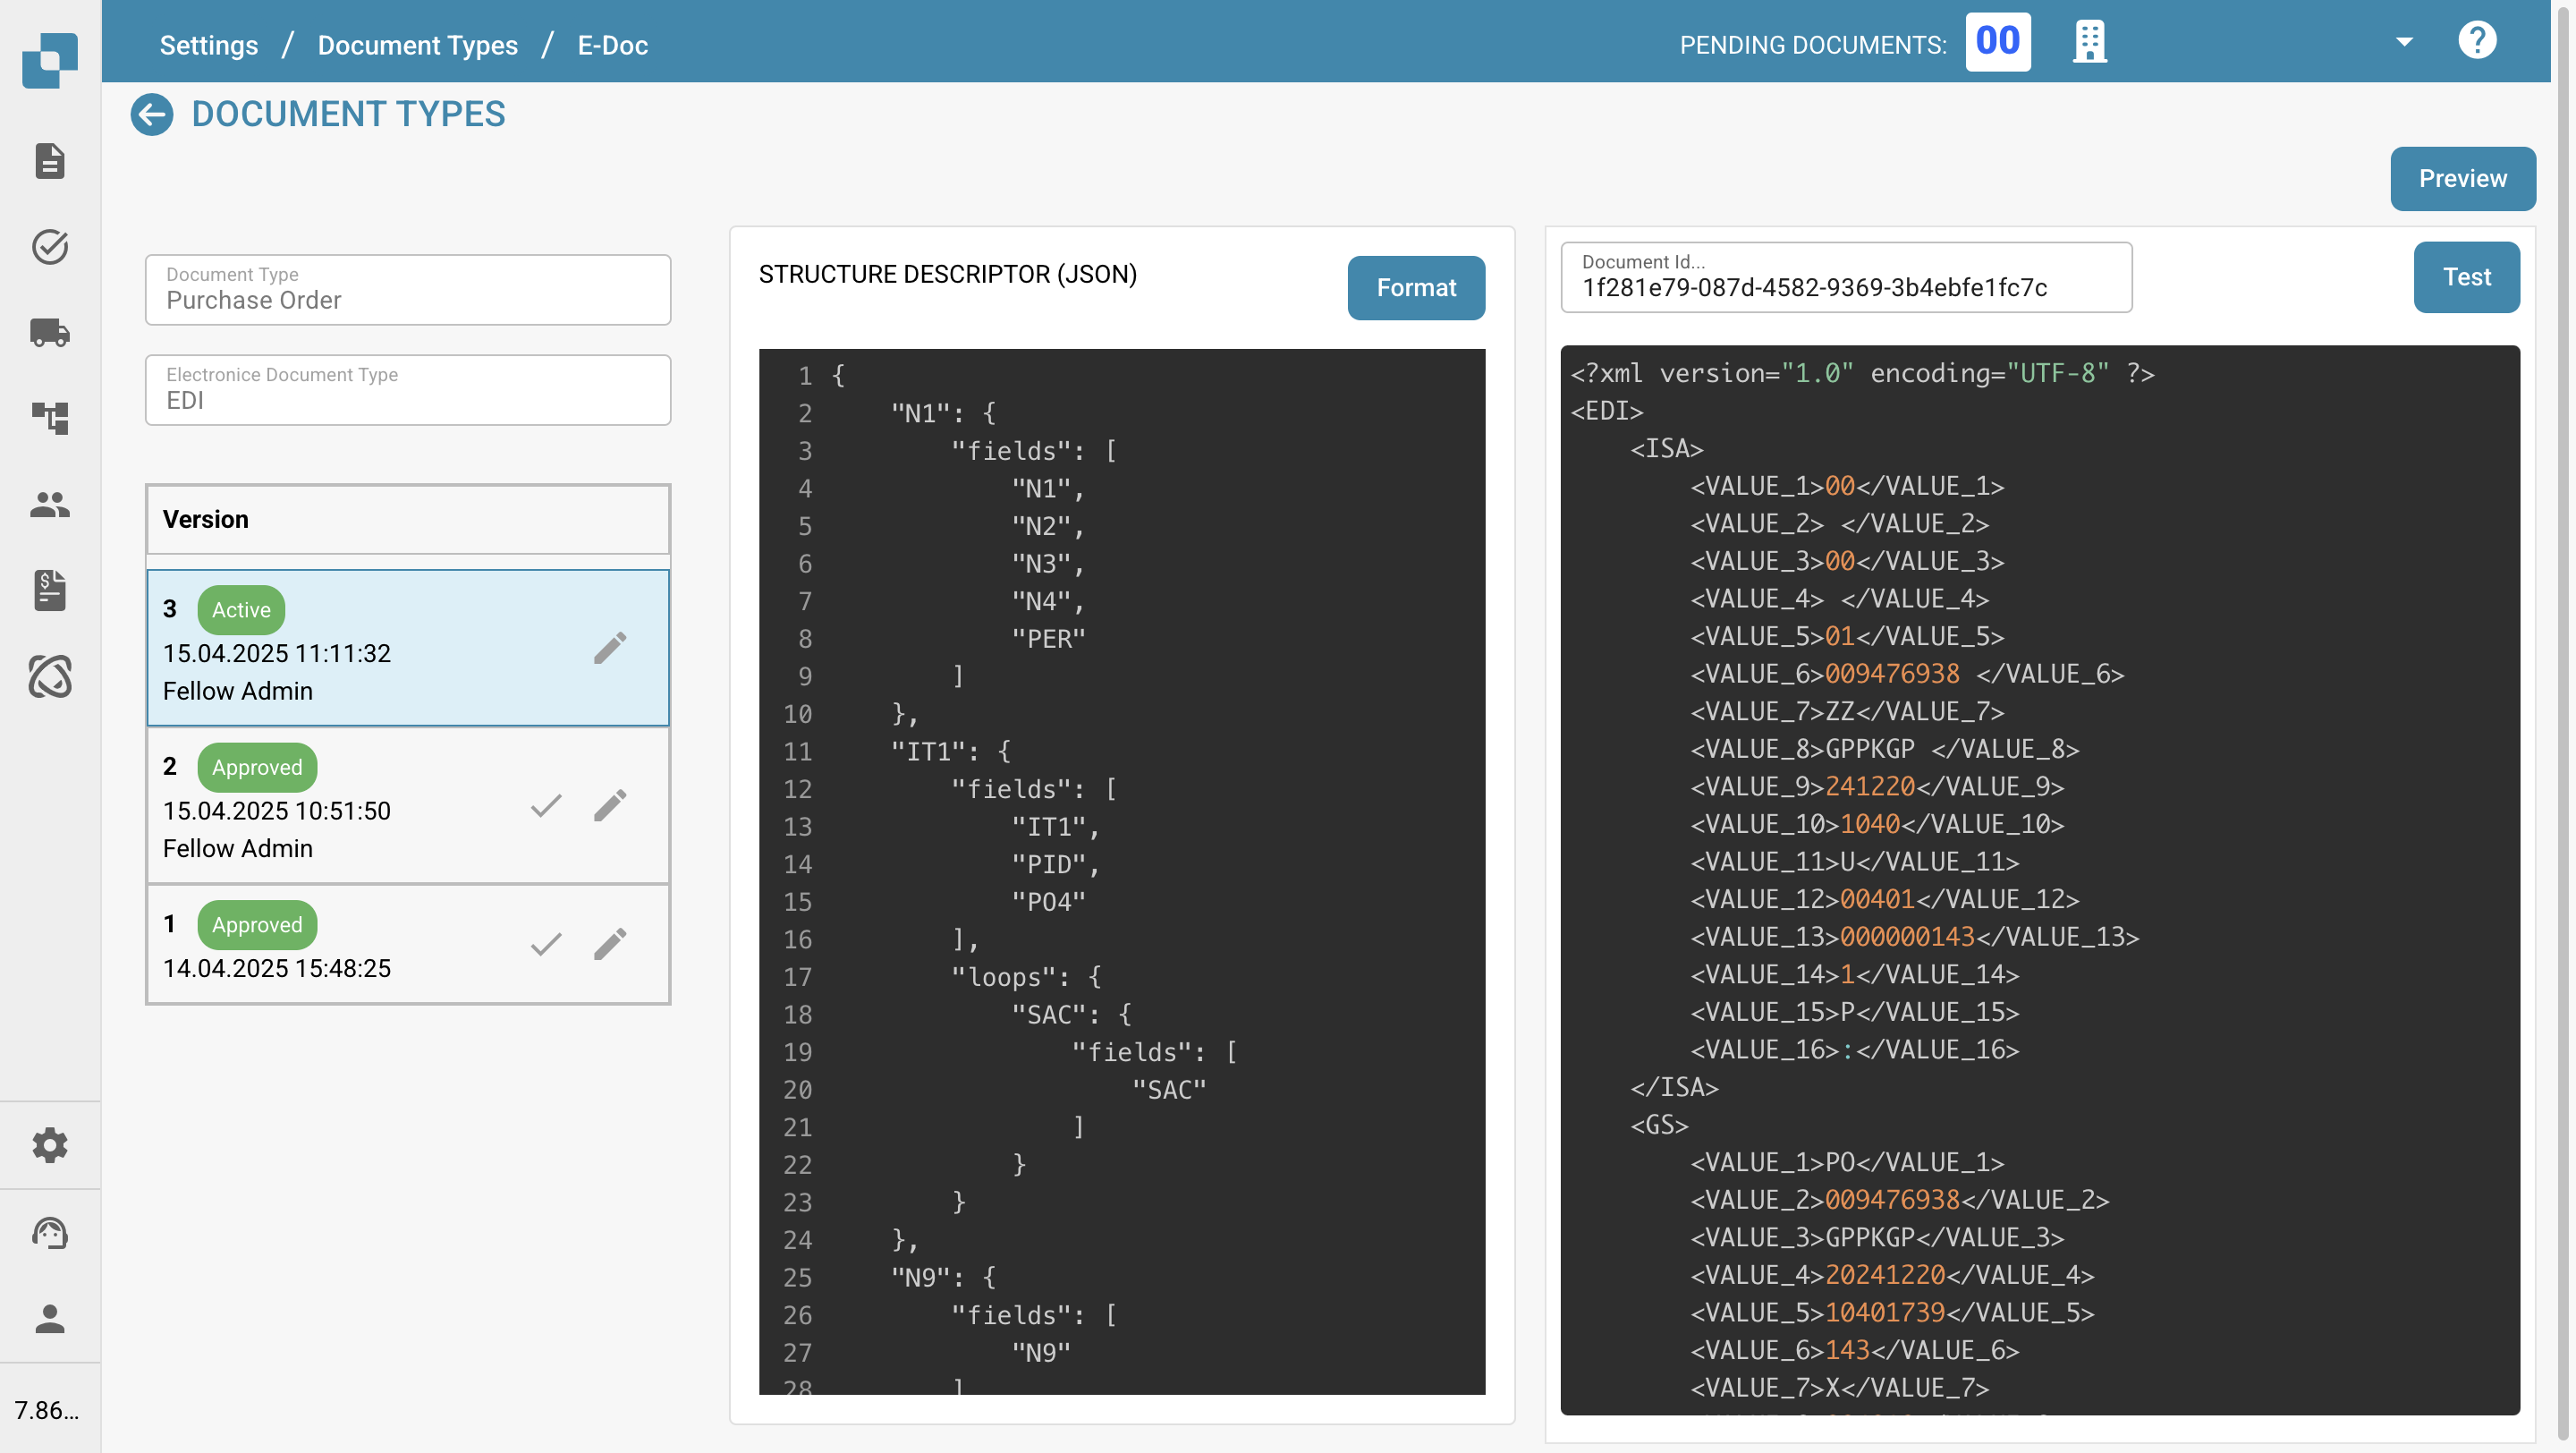 Settings / Document Types / E-Doc
PENDING DOCUMENTS: 00
DOCUMENT TYPES
Preview
Document Type
Purchase Order
Electronice Document Type
EDI
Version
3 Active
15.04.2025 11:11:32
Fellow Admin
2 Approved
15.04.2025 10:51:50
Fellow Admin
1 Approved
14.04.2025 15:48:25
7.86...
STRUCTURE DESCRIPTOR (JSON)
Format
1 {
2 "N1": {
3 "fields": [
4 "N1",
5 "N2",
6 "N3",
7 "N4",
8 "PER"
9 ]
10 },
11 "IT1": {
12 "fields": [
13 "IT1",
14 "PID",
15 "PO4"
16 ],
17 "loops": {
18 "SAC": {
19 "fields": [
20 "SAC"
21 ]
22 }
23 }
24 },
25 "N9": {
26 "fields": [
27 "N9"
28 ]
Document Id...
1f281e79-087d-4582-9369-3b4ebfe1fc7c
Test
<?xml version="1.0" encoding="UTF-8" ?>
<EDI>
<ISA>
<VALUE_1>00</VALUE_1>
<VALUE_2> </VALUE_2>
<VALUE_3>00</VALUE_3>
<VALUE_4> </VALUE_4>
<VALUE_5>01</VALUE_5>
<VALUE_6>009476938 </VALUE_6>
<VALUE_7>ZZ</VALUE_7>
<VALUE_8>GPPKGP </VALUE_8>
<VALUE_9>241220</VALUE_9>
<VALUE_10>1040</VALUE_10>
<VALUE_11>U</VALUE_11>
<VALUE_12>00401</VALUE_12>
<VALUE_13>000000143</VALUE_13>
<VALUE_14>1</VALUE_14>
<VALUE_15>P</VALUE_15>
<VALUE_16>:</VALUE_16>
</ISA>
<GS>
<VALUE_1>PO</VALUE_1>
<VALUE_2>009476938</VALUE_2>
<VALUE_3>GPPKGP</VALUE_3>
<VALUE_4>20241220</VALUE_4>
<VALUE_5>10401739</VALUE_5>
<VALUE_6>143</VALUE_6>
<VALUE_7>X</VALUE_7>